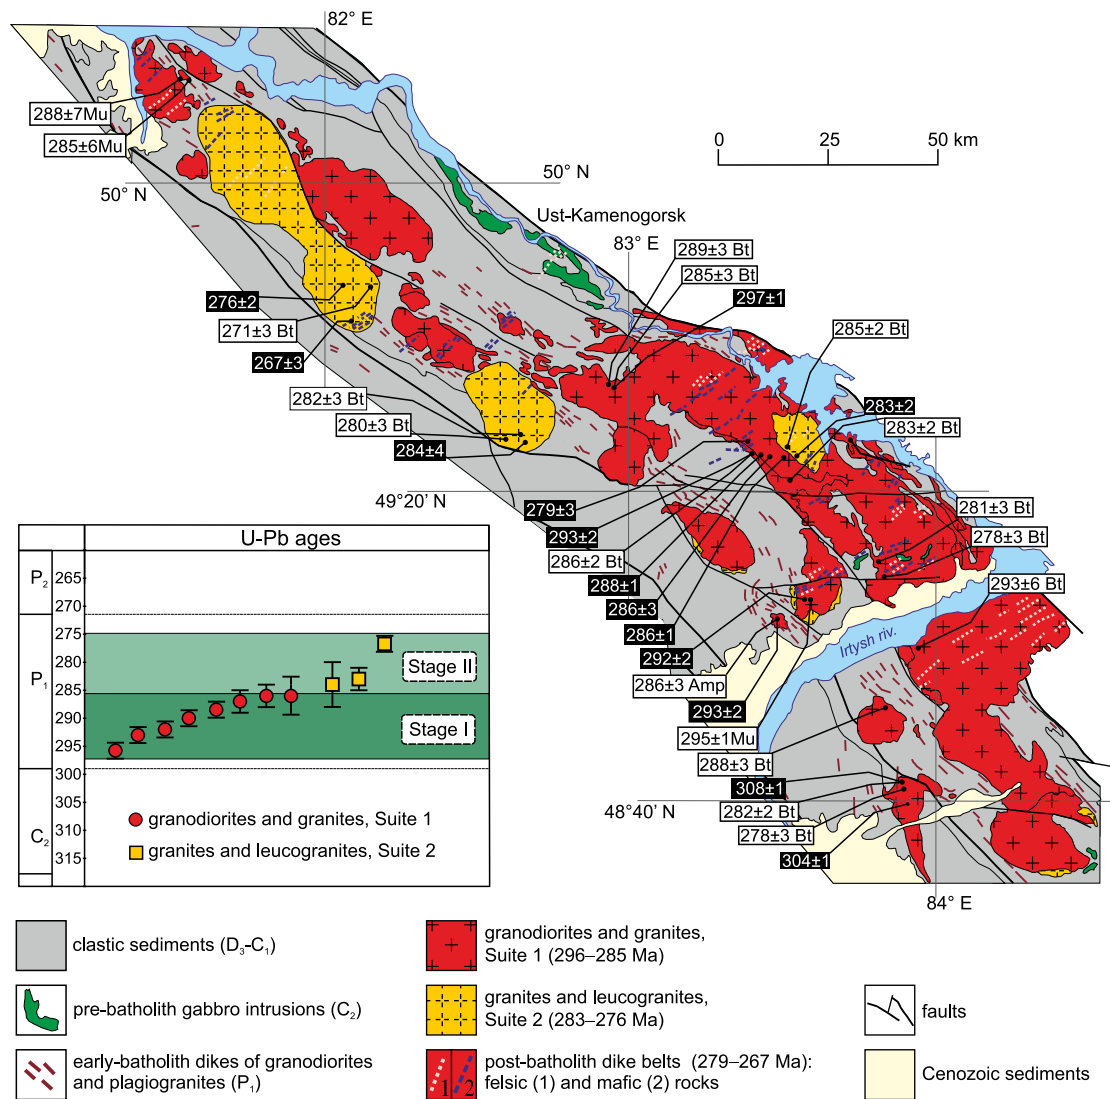 82° E
288±7Mu
285±6Mu
0 25 50 km
50° N
50° N
Ust-Kamenogorsk
83° E
289±3 Bt
285±3 Bt
297±1
276±2
271±3 Bt
267±3
285±2 Bt
282±3 Bt
280±3 Bt
284±4
283±2
283±2 Bt
49°20’ N
279±3
293±2
286±2 Bt
288±1
286±3
286±1
292±2
286±3 Amp
293±2
295±1Mu
288±3 Bt
308±1
282±2 Bt
278±3 Bt
304±1
281±3 Bt
278±3 Bt
293±6 Bt
Irtysh riv.
48°40’ N
84° E
U-Pb ages
P2
P1
C2
265
270
275
280
285
290
295
300
305
310
315
Stage II
Stage I
granodiorites and granites, Suite 1
granites and leucogranites, Suite 2
clastic sediments (D3-C1)
pre-batholith gabbro intrusions (C2)
early-batholith dikes of granodiorites
and plagiogranites (P1)
granodiorites and granites,
Suite 1 (296–285 Ma)
granites and leucogranites,
Suite 2 (283–276 Ma)
1 2
post-batholith dike belts (279–267 Ma):
felsic (1) and mafic (2) rocks
faults
Cenozoic sediments